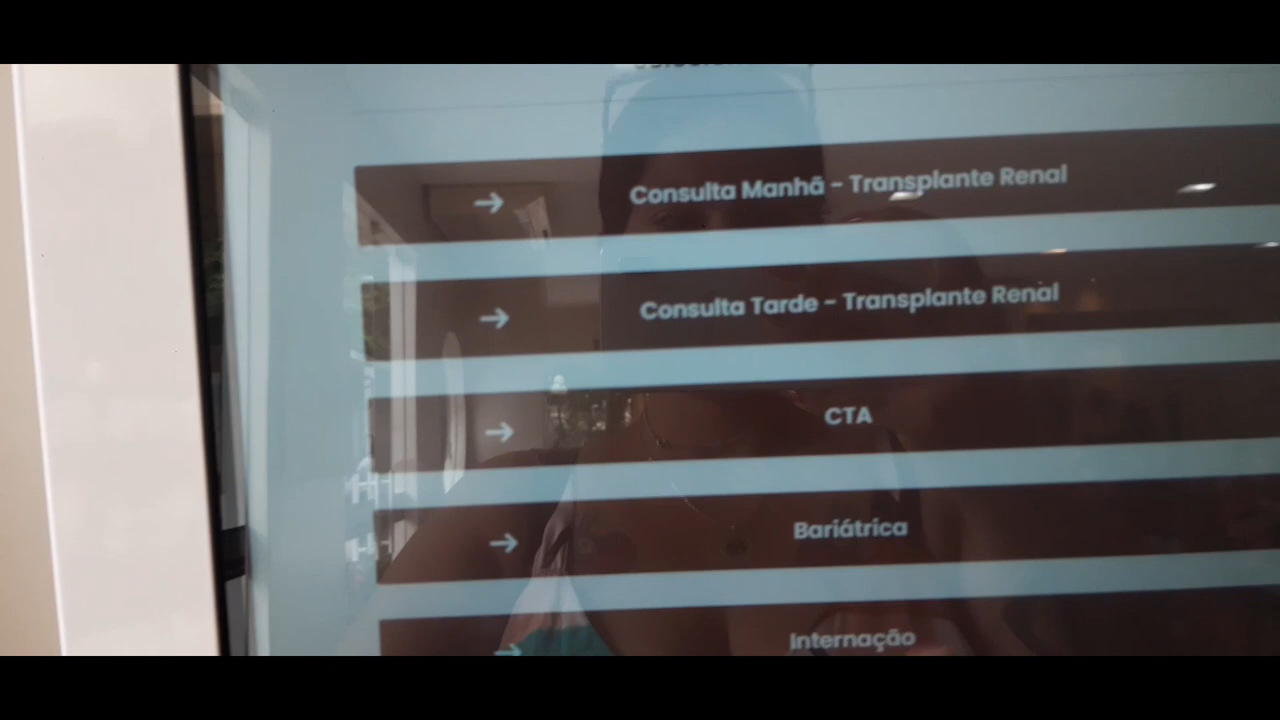 Consulta Manhã - Transplante Renal
Consulta Tarde - Transplante Renal
CTA
Bariátrica
Internação